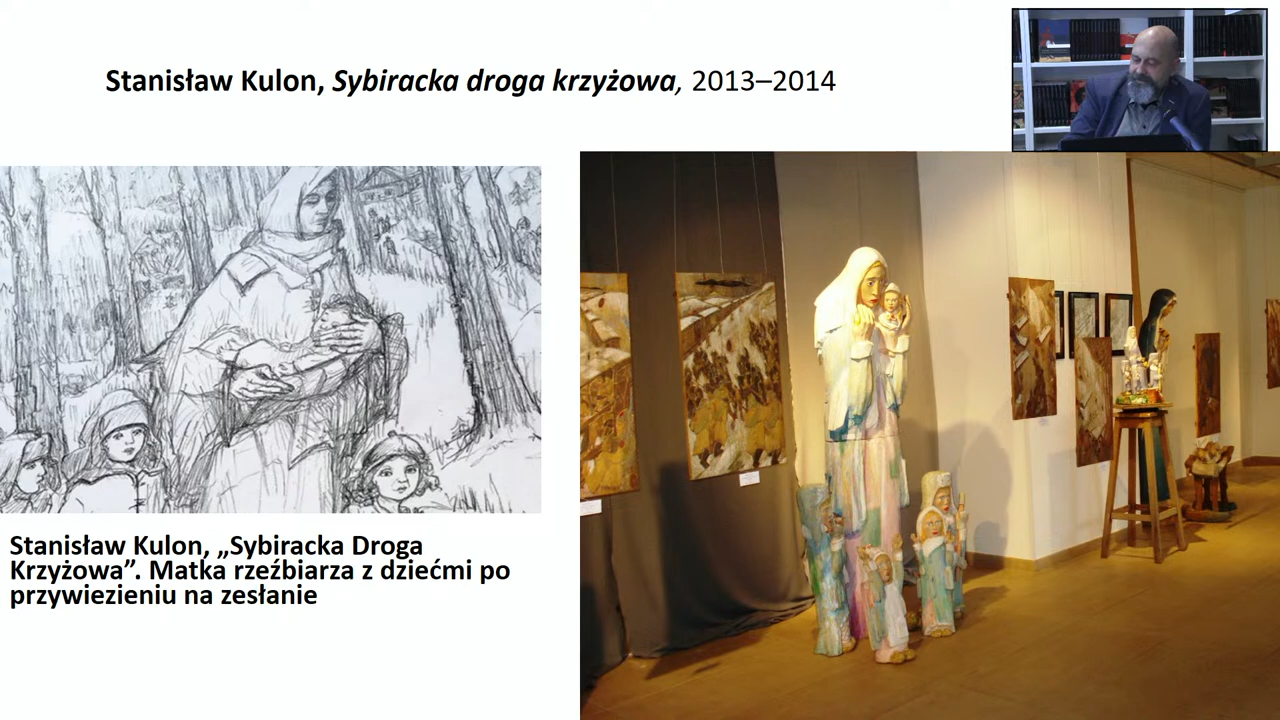 Stanisław Kulon, Sybiracka droga krzyżowa, 2013–2014
Stanisław Kulon, „Sybiracka Droga
Krzyżowa”. Matka rzeźbiarza z dziećmi po
przywiezieniu na zesłanie